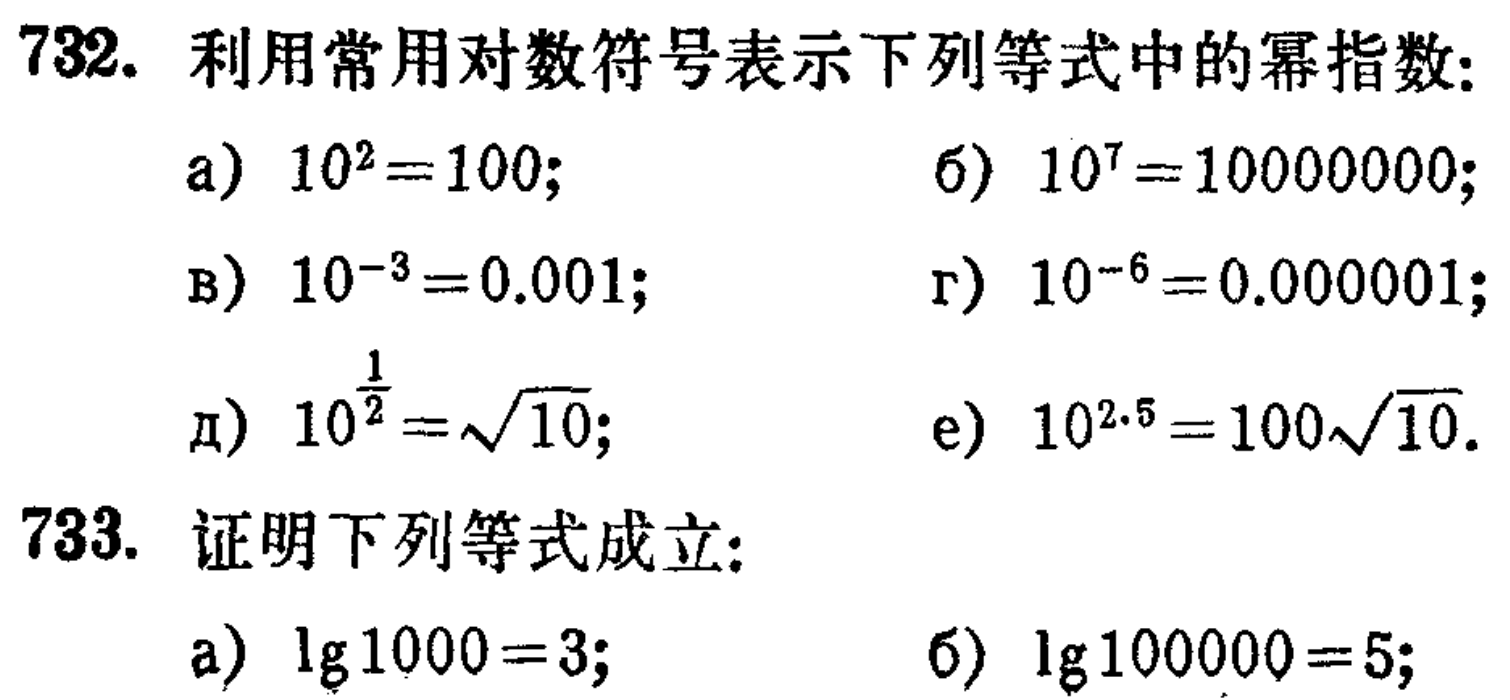 732. 利用常用对数符号表示下列等式中的幂指数:
а) 10²=100; б) 10⁷=10000000;
в) 10⁻³=0.001; г) 10⁻⁶=0.000001;
д) 10^{1/2}=√10; е) 10^{2.5}=100√10.
733. 证明下列等式成立:
а) lg1000=3; б) lg100000=5;